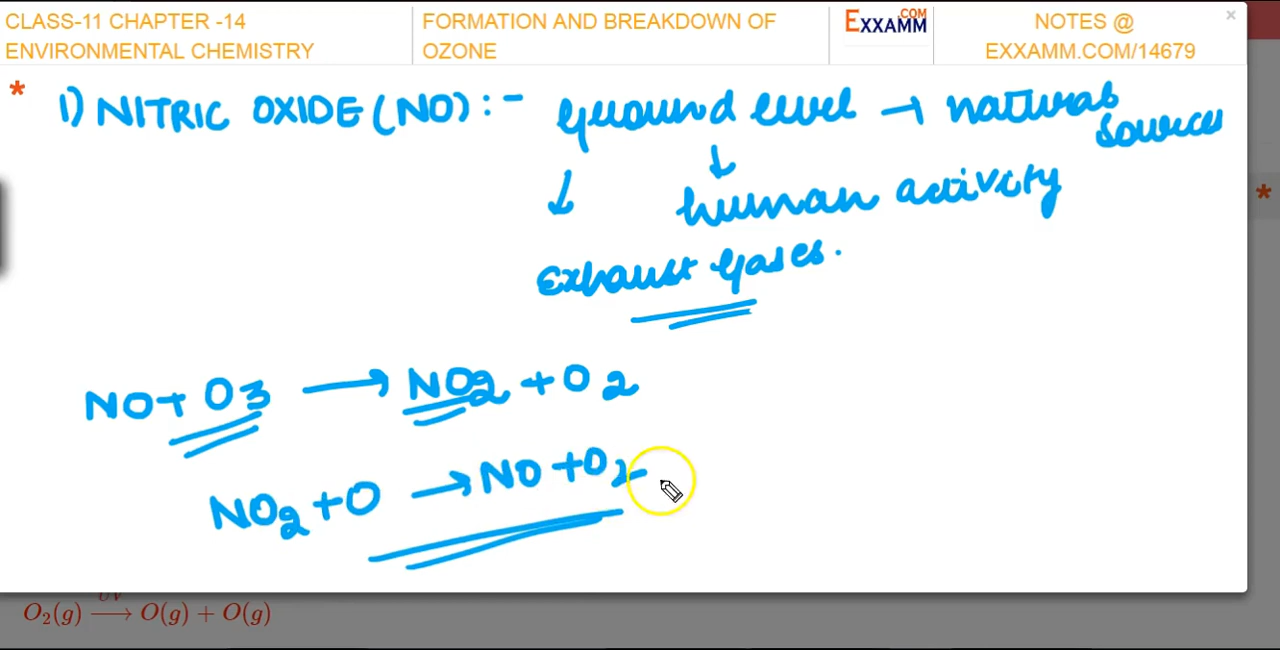 CLASS-11 CHAPTER -14
ENVIRONMENTAL CHEMISTRY
FORMATION AND BREAKDOWN OF
OZONE
EXXAMM.COM
NOTES @
EXXAMM.COM/14679
×
* 1) NITRIC OXIDE (NO) :- ground level → natural
sources
↓ ↓
human activity
*
Exhaust gases.
NO + O3 → NO2 + O2
NO2 + O → NO + O2
O2(g) UV→ O(g) + O(g)